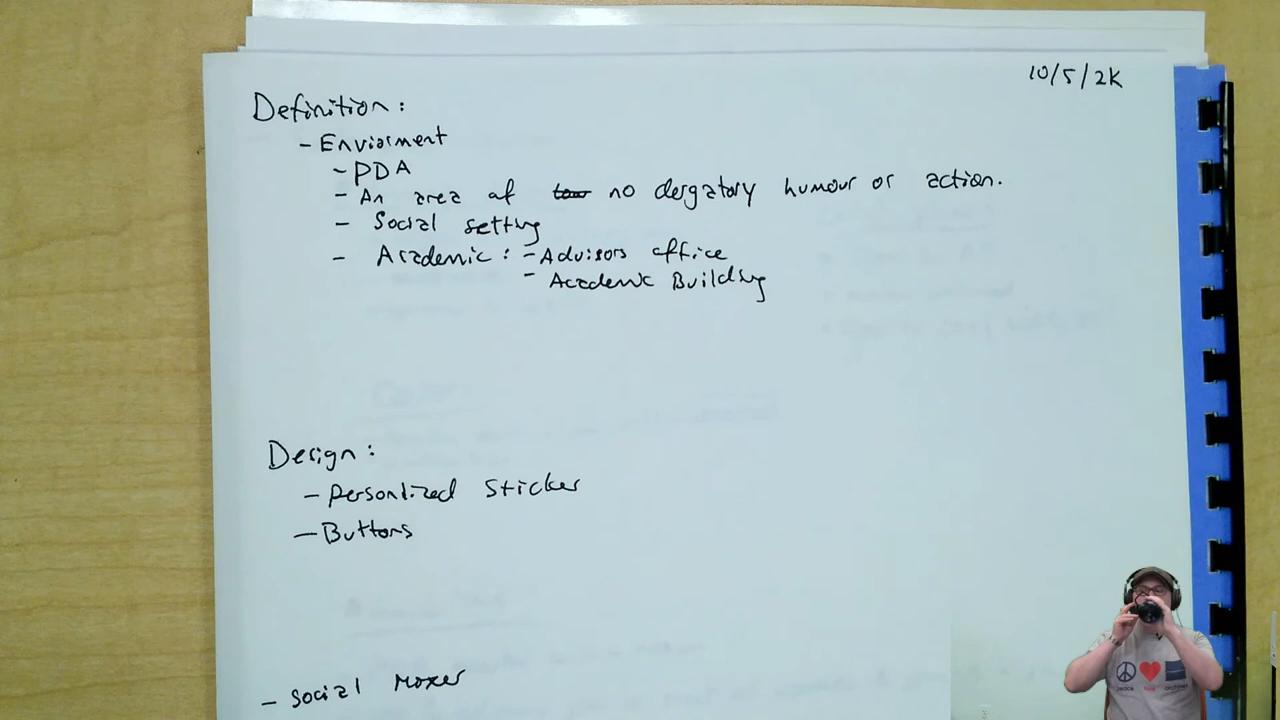 10/5/2K
Definition:
- Enviorment
- PDA
- An area of no dergatory humour or action.
- Social setting
- Academic: - Advisors office
- Academic Building
Design:
- Personlized Sticker
- Buttons
- Social Mixer
peace